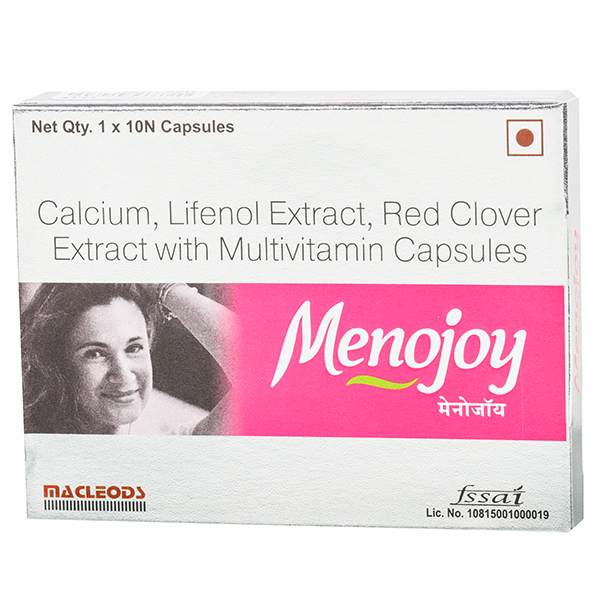 Net Qty. 1 x 10N Capsules
Calcium, Lifenol Extract, Red Clover
Extract with Multivitamin Capsules
Menojoy
मेनोजॉय
MACLEODS
fssai
Lic. No. 10815001000019
Menojoy